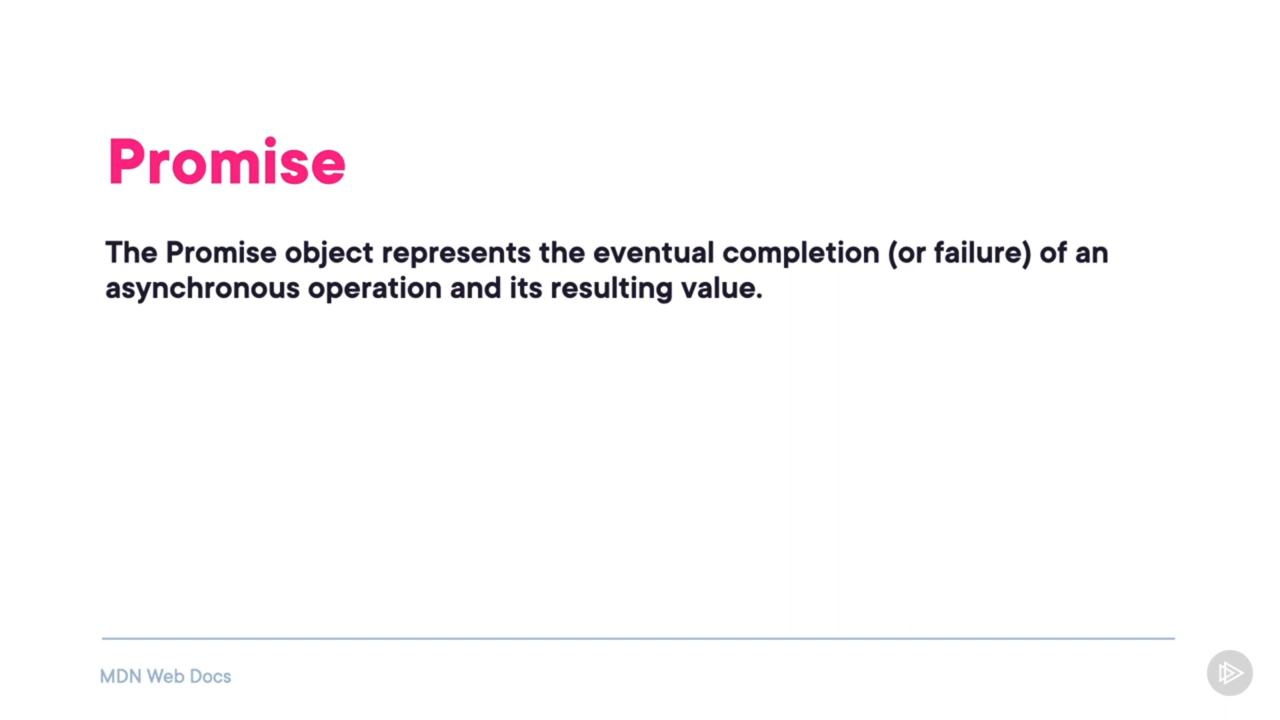 Promise
The Promise object represents the eventual completion (or failure) of an
asynchronous operation and its resulting value.
MDN Web Docs